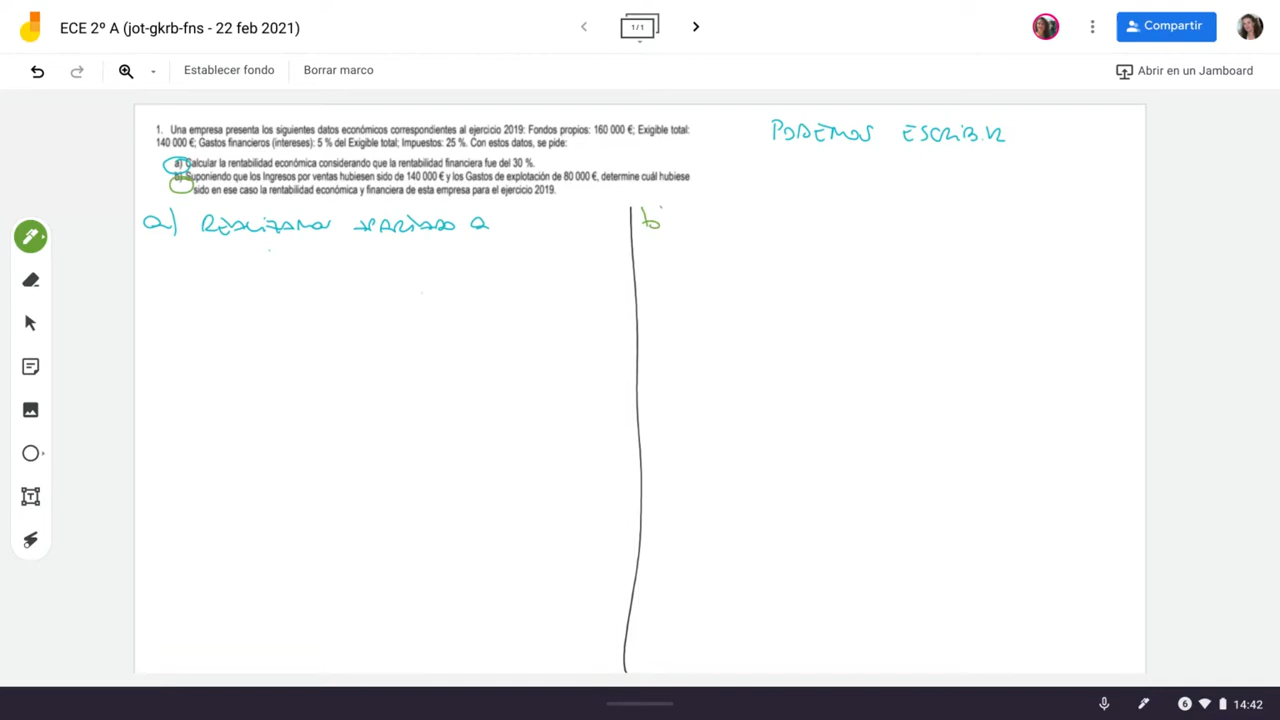 ECE 2º A (jot-gkrb-fns - 22 feb 2021)
1/1
Compartir
Establecer fondo
Borrar marco
Abrir en un Jamboard
1. Una empresa presenta los siguientes datos económicos correspondientes al ejercicio 2019: Fondos propios: 160 000 €; Exigible total:
140 000 €; Gastos financieros (intereses): 5 % del Exigible total; Impuestos: 25 %. Con estos datos, se pide:
a) Calcular la rentabilidad económica considerando que la rentabilidad financiera fue del 30 %.
b) Suponiendo que los Ingresos por ventas hubiesen sido de 140 000 € y los Gastos de explotación de 80 000 €, determine cuál hubiese
sido en ese caso la rentabilidad económica y financiera de esta empresa para el ejercicio 2019.
PODEMOS ESCRIBIR
a) REALIZAMOS APARTADO a
b
6
14:42